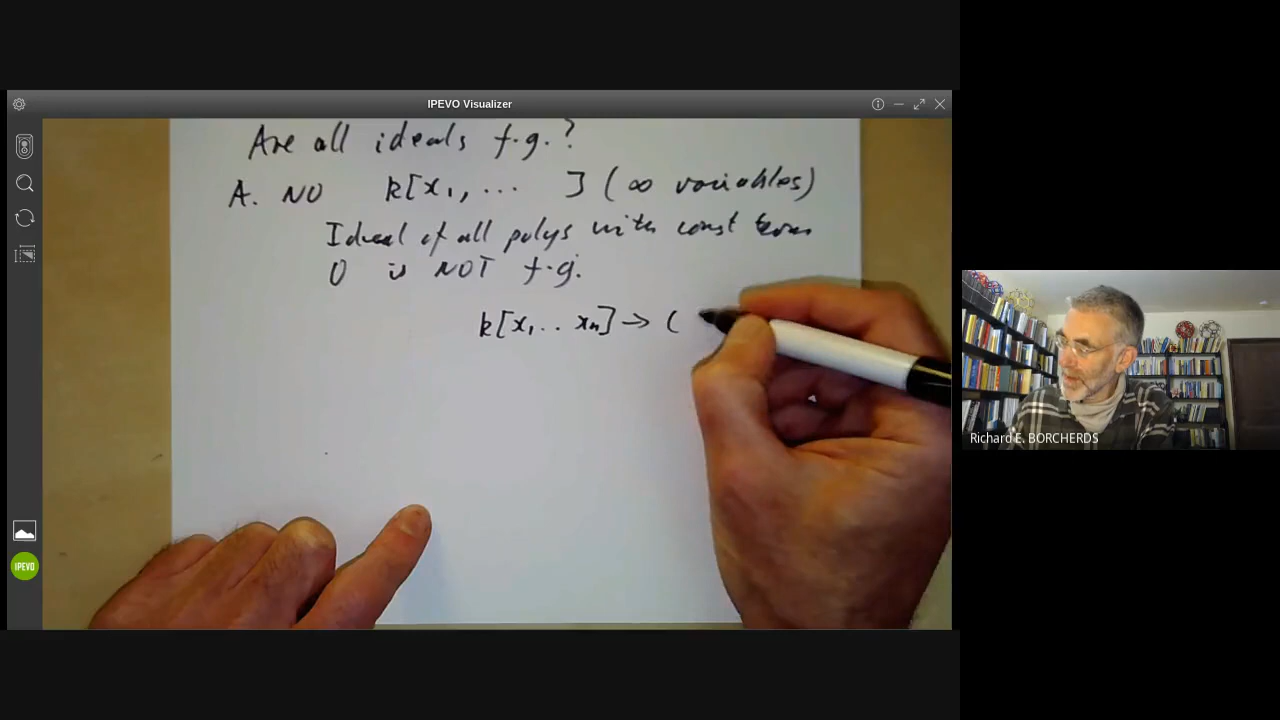 IPEVO Visualizer
Are all ideals f.g.?
A. NO k[x₁, ... ] (∞ variables)
Ideal of all polys with const term
0 is NOT f.g.
k[x₁ .. xₙ] → (
IPEVO
Richard E. BORCHERDS